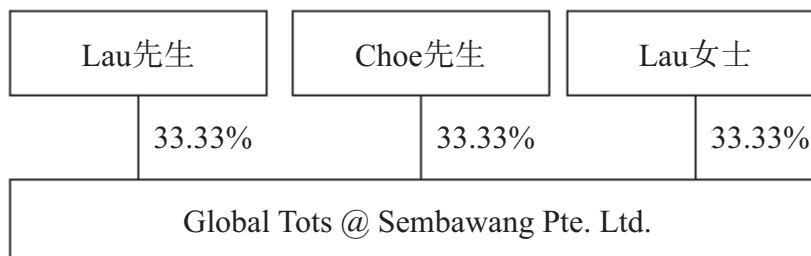 Lau先生 Choe先生 Lau女士
33.33% 33.33% 33.33%
Global Tots @ Sembawang Pte. Ltd.